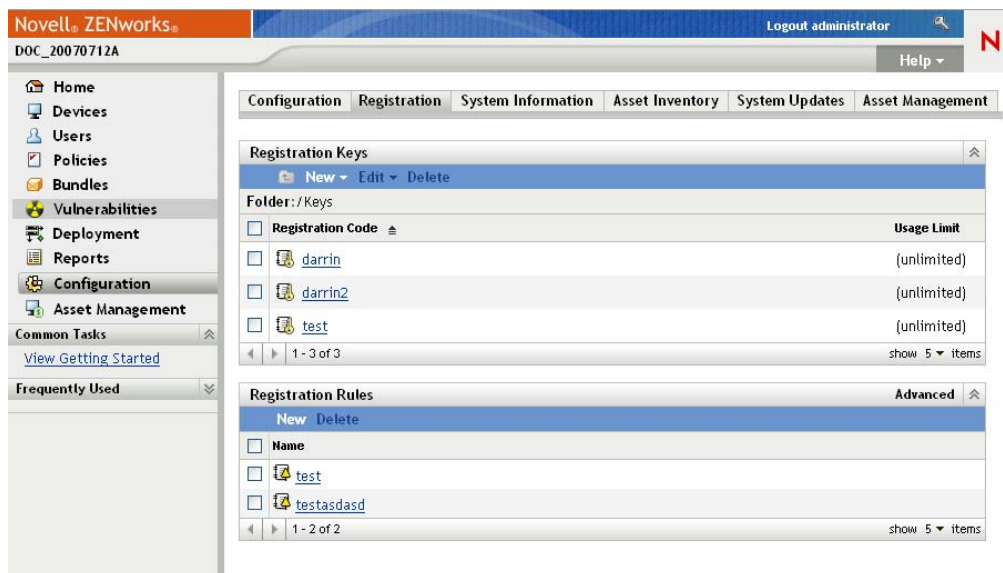 Novell® ZENworks®
Logout administrator
DOC_20070712A
N
Help
Home
Devices
Users
Policies
Bundles
Vulnerabilities
Deployment
Reports
Configuration
Asset Management
Common Tasks
View Getting Started
Frequently Used
Configuration Registration System Information Asset Inventory System Updates Asset Management
Registration Keys
New Edit Delete
Folder:/Keys
Registration Code Usage Limit
darrin (unlimited)
darrin2 (unlimited)
test (unlimited)
1 - 3 of 3 show 5 items
Registration Rules Advanced
New Delete
Name
test
testasdasd
1 - 2 of 2 show 5 items